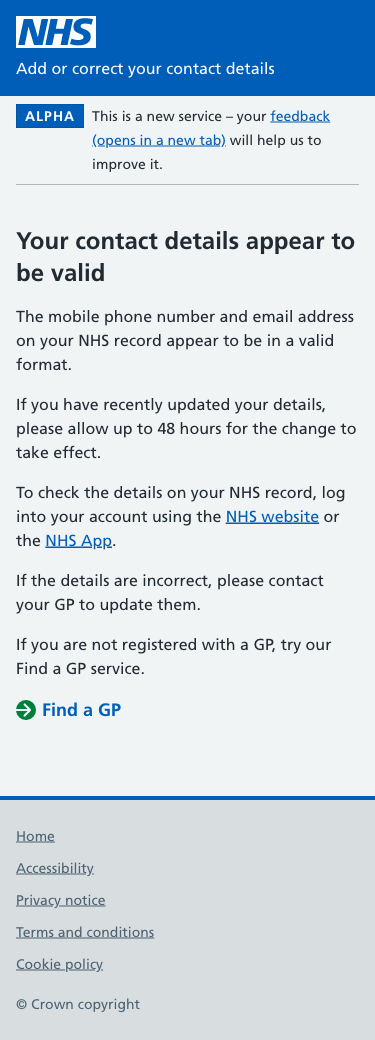 NHS
Add or correct your contact details
ALPHA
This is a new service – your feedback
(opens in a new tab) will help us to
improve it.
Your contact details appear to
be valid
The mobile phone number and email address
on your NHS record appear to be in a valid
format.
If you have recently updated your details,
please allow up to 48 hours for the change to
take effect.
To check the details on your NHS record, log
into your account using the NHS website or
the NHS App.
If the details are incorrect, please contact
your GP to update them.
If you are not registered with a GP, try our
Find a GP service.
Find a GP
Home
Accessibility
Privacy notice
Terms and conditions
Cookie policy
© Crown copyright